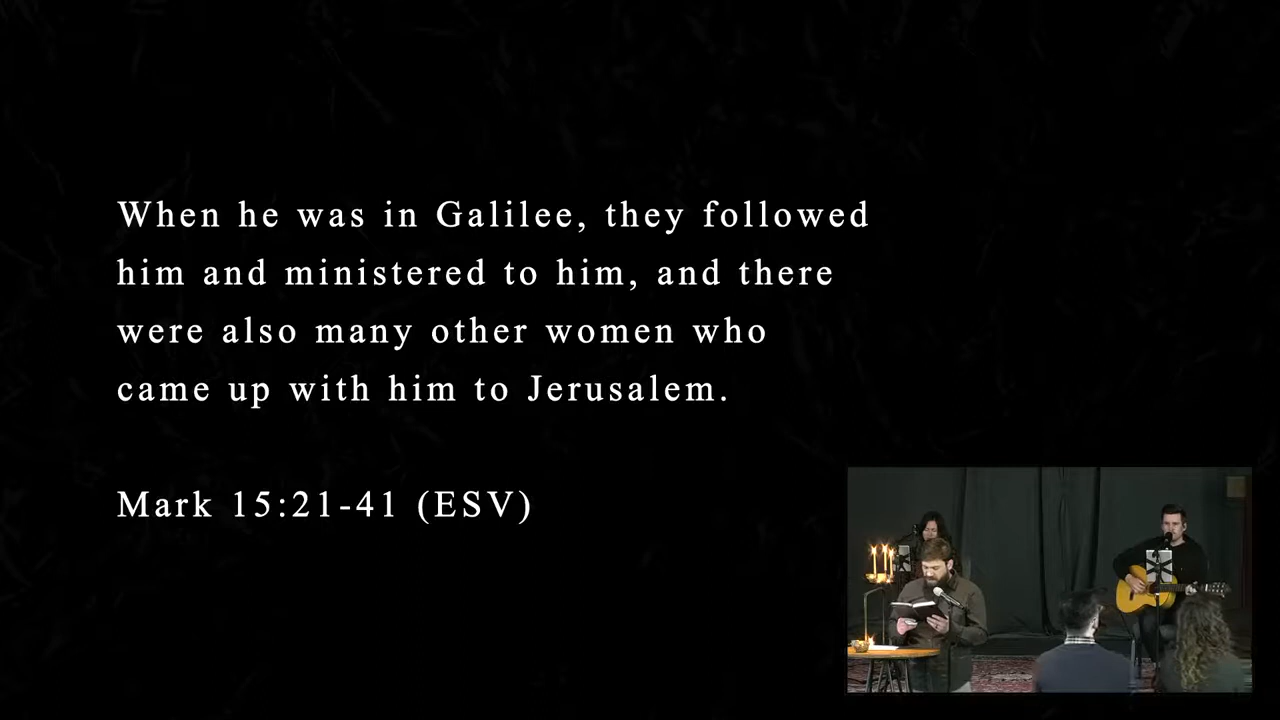 When he was in Galilee, they followed
him and ministered to him, and there
were also many other women who
came up with him to Jerusalem.
Mark 15:21-41 (ESV)